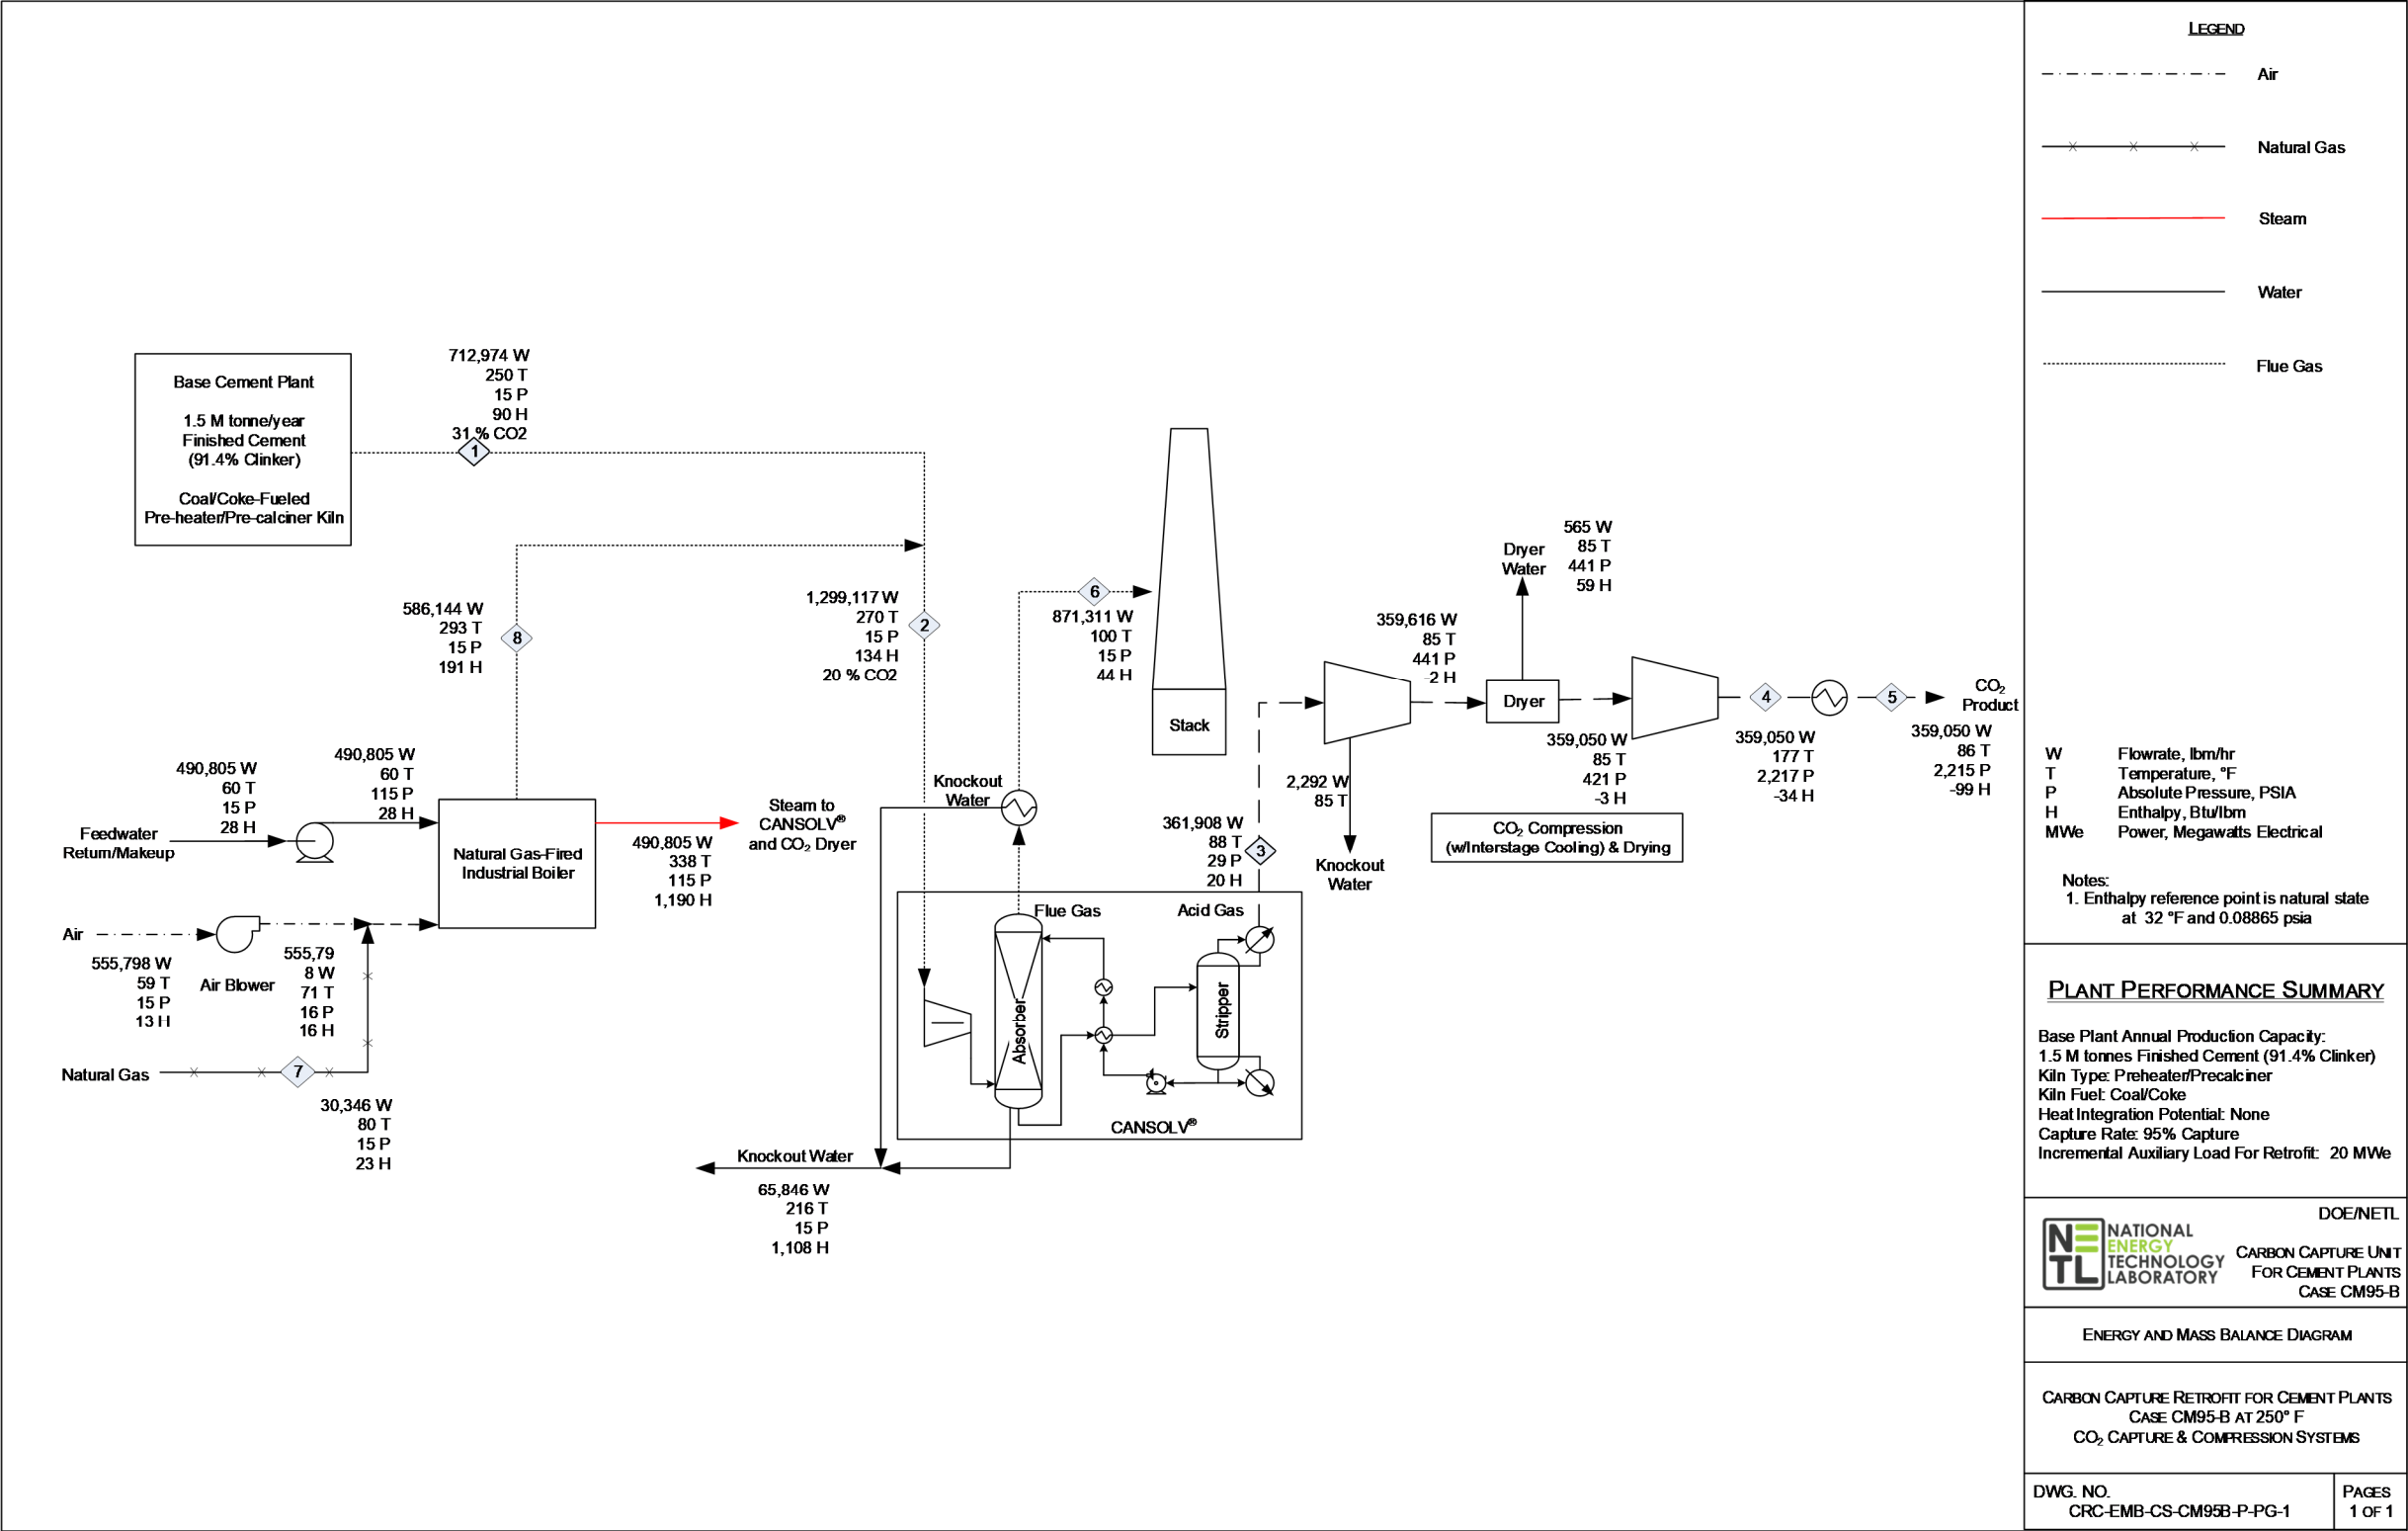 Base Cement Plant
1.5 M tonne/year
Finished Cement
(91.4% Clinker)
Coal/Coke-Fueled
Pre-heater/Pre-calciner Kiln
712,974 W
250 T
15 P
90 H
31 % CO2
1
586,144 W
293 T
15 P
191 H
8
1,299,117 W
270 T
15 P
134 H
20 % CO2
2
6
871,311 W
100 T
15 P
44 H
Stack
Dryer
Water
565 W
85 T
441 P
59 H
359,616 W
85 T
441 P
-2 H
Dryer
359,050 W
85 T
421 P
-3 H
4
359,050 W
177 T
2,217 P
-34 H
5
CO2
Product
359,050 W
86 T
2,215 P
-99 H
2,292 W
85 T
Knockout
Water
CO2 Compression
(w/Interstage Cooling) & Drying
361,908 W
88 T
29 P
20 H
3
Feedwater
Return/Makeup
490,805 W
60 T
15 P
28 H
490,805 W
60 T
115 P
28 H
Natural Gas-Fired
Industrial Boiler
490,805 W
338 T
115 P
1,190 H
Steam to
CANSOLV®
and CO2 Dryer
Knockout
Water
Air
555,798 W
59 T
15 P
13 H
Air Blower
555,79
8 W
71 T
16 P
16 H
Natural Gas
7
30,346 W
80 T
15 P
23 H
Flue Gas
Acid Gas
Absorber
Stripper
CANSOLV®
Knockout Water
65,846 W
216 T
15 P
1,108 H
LEGEND
Air
Natural Gas
Steam
Water
Flue Gas
W Flowrate, lbm/hr
T Temperature, °F
P Absolute Pressure, PSIA
H Enthalpy, Btu/lbm
MWe Power, Megawatts Electrical
Notes:
1. Enthalpy reference point is natural state
at 32 °F and 0.08865 psia
PLANT PERFORMANCE SUMMARY
Base Plant Annual Production Capacity:
1.5 M tonnes Finished Cement (91.4% Clinker)
Kiln Type: Preheater/Precalciner
Kiln Fuel: Coal/Coke
Heat Integration Potential: None
Capture Rate: 95% Capture
Incremental Auxiliary Load For Retrofit: 20 MWe
NETL
NATIONAL
ENERGY
TECHNOLOGY
LABORATORY
DOE/NETL
CARBON CAPTURE UNIT
FOR CEMENT PLANTS
CASE CM95-B
ENERGY AND MASS BALANCE DIAGRAM
CARBON CAPTURE RETROFIT FOR CEMENT PLANTS
CASE CM95-B AT 250° F
CO2 CAPTURE & COMPRESSION SYSTEMS
DWG. NO.
CRC-EMB-CS-CM95B-P-PG-1
PAGES
1 OF 1